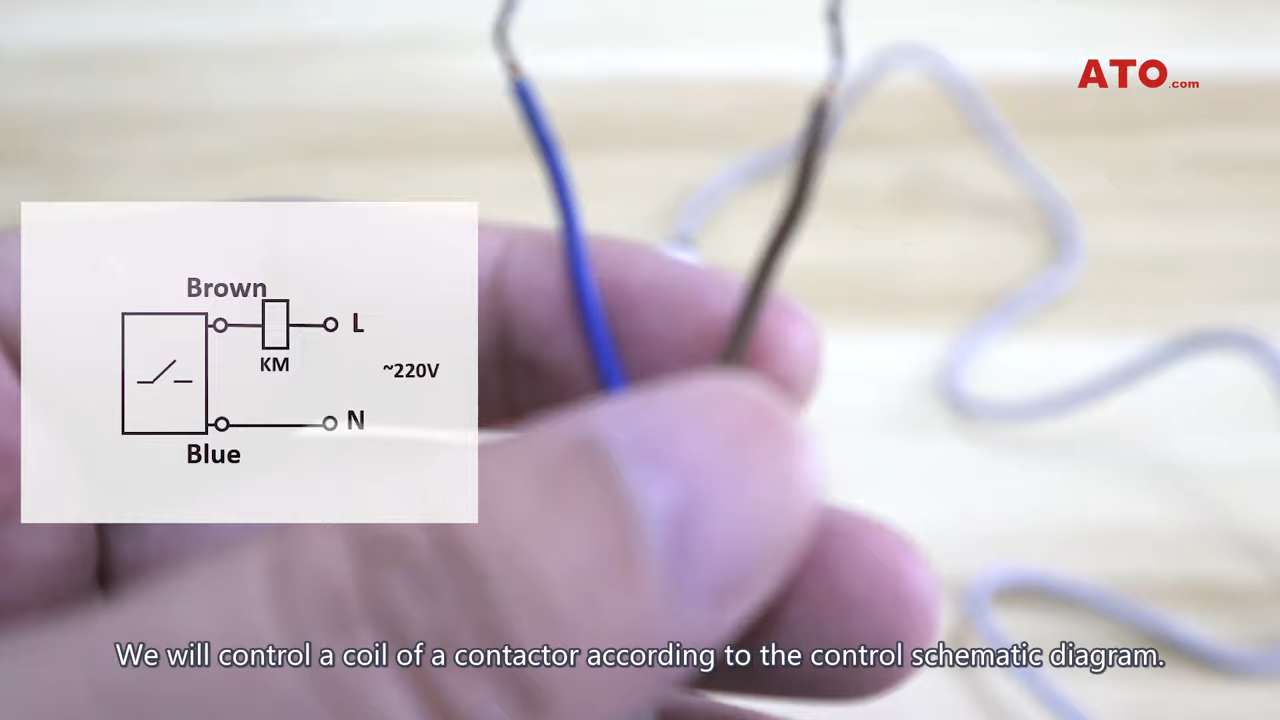 ATO.com
Brown
L
KM
~220V
N
Blue
We will control a coil of a contactor according to the control schematic diagram.